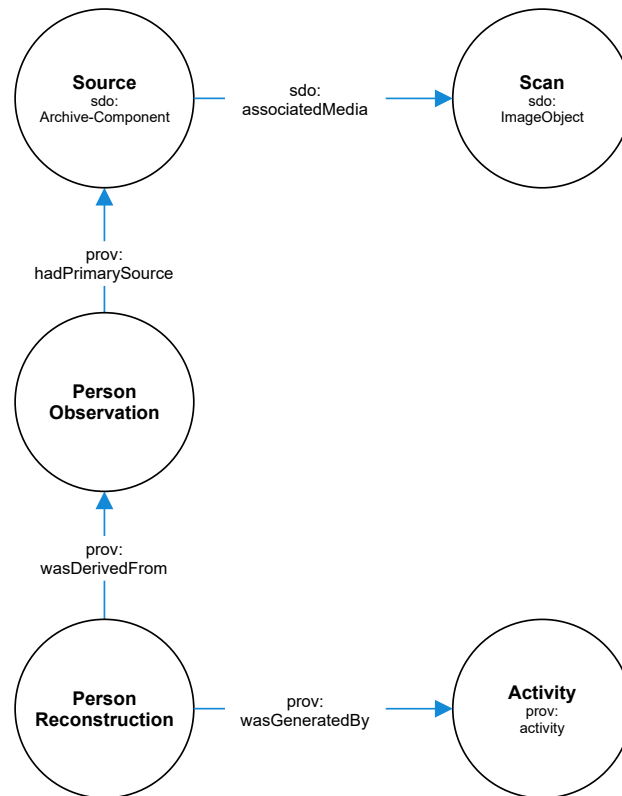 Source
sdo:
Archive-Component
sdo:
associatedMedia
Scan
sdo:
ImageObject
prov:
hadPrimarySource
Person
Observation
prov:
wasDerivedFrom
Person
Reconstruction
prov:
wasGeneratedBy
Activity
prov:
activity